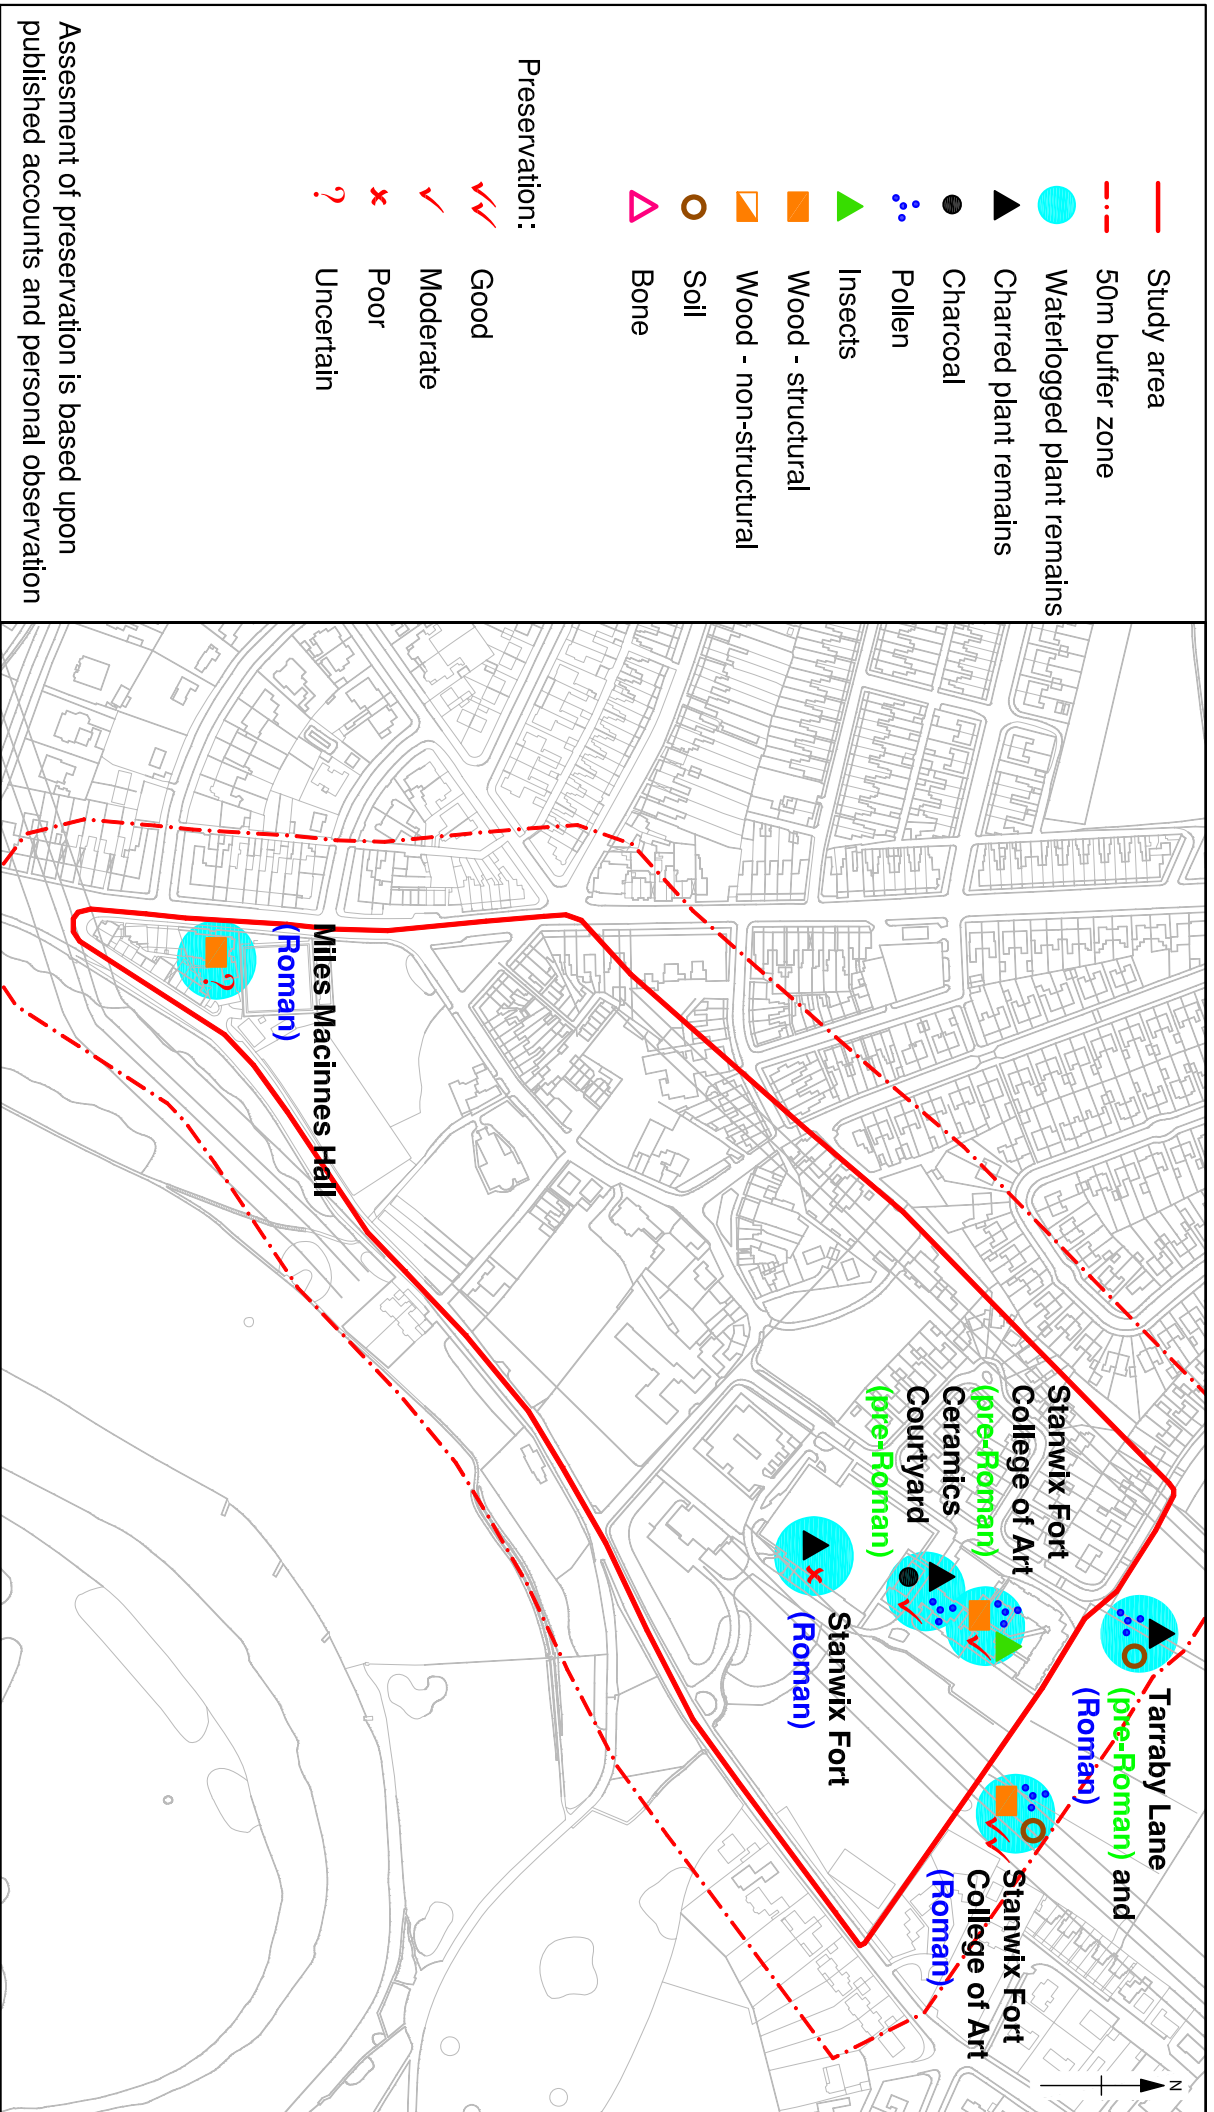 Study area
50m buffer zone
Waterlogged plant remains
Charred plant remains
Charcoal
Pollen
Insects
Wood - structural
Wood - non-structural
Soil
Bone
Preservation:
Good
Moderate
Poor
? Uncertain
Assesment of preservation is based upon
published accounts and personal observation
Tarraby Lane
(pre-Roman) and
(Roman)
Stanwix Fort
College of Art
(pre-Roman)
Ceramics
Courtyard
(pre-Roman)
Stanwix Fort
College of Art
(Roman)
Stanwix Fort
(Roman)
Miles Macinnes Hall
(Roman)
?
N